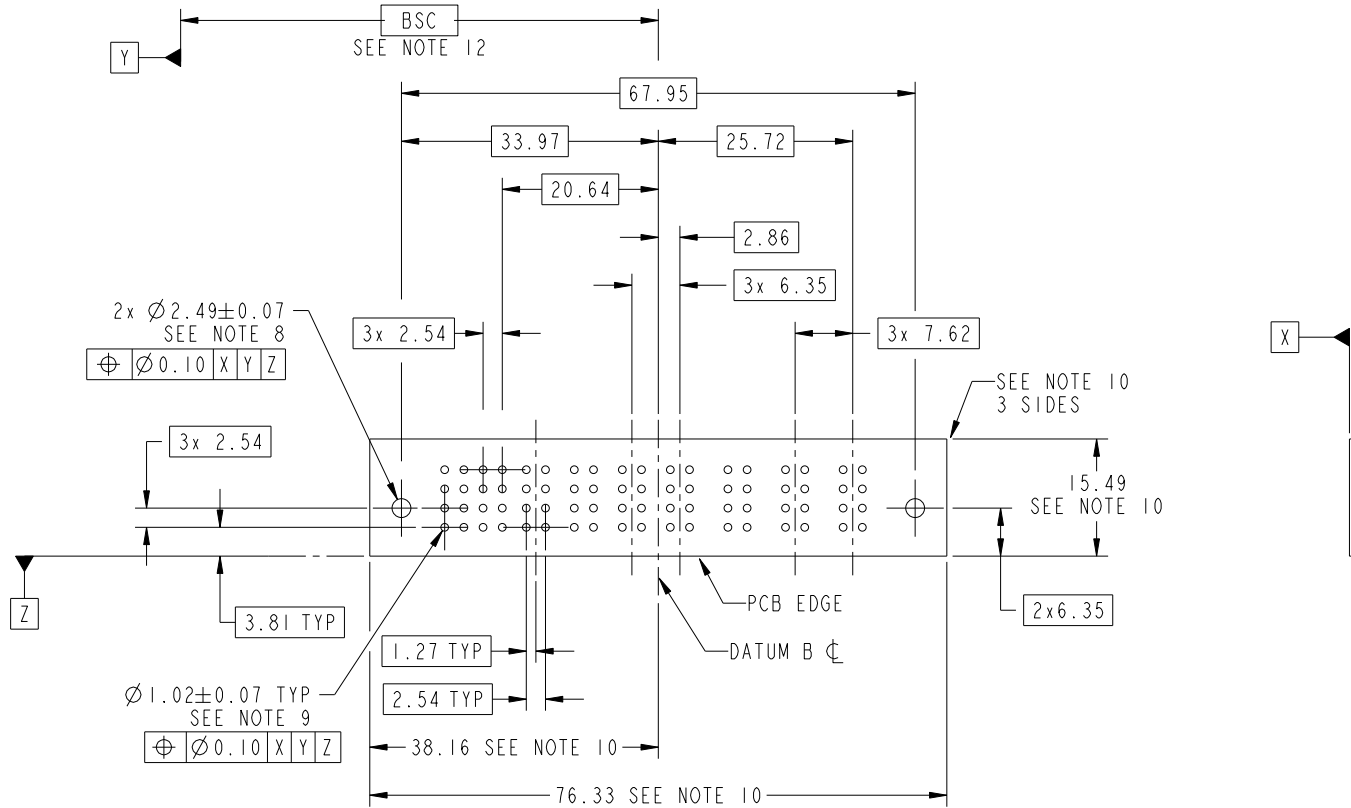 BSC
SEE NOTE 12
Y
67.95
33.97
25.72
20.64
2.86
3x 6.35
2x Ø2.49±0.07
SEE NOTE 8
⌖ Ø0.10 X Y Z
3x 2.54
3x 7.62
X
SEE NOTE 10
3 SIDES
3x 2.54
15.49
SEE NOTE 10
Z
3.81 TYP
PCB EDGE
2x6.35
1.27 TYP
DATUM B ℄
2.54 TYP
Ø1.02±0.07 TYP
SEE NOTE 9
⌖ Ø0.10 X Y Z
38.16 SEE NOTE 10
76.33 SEE NOTE 10